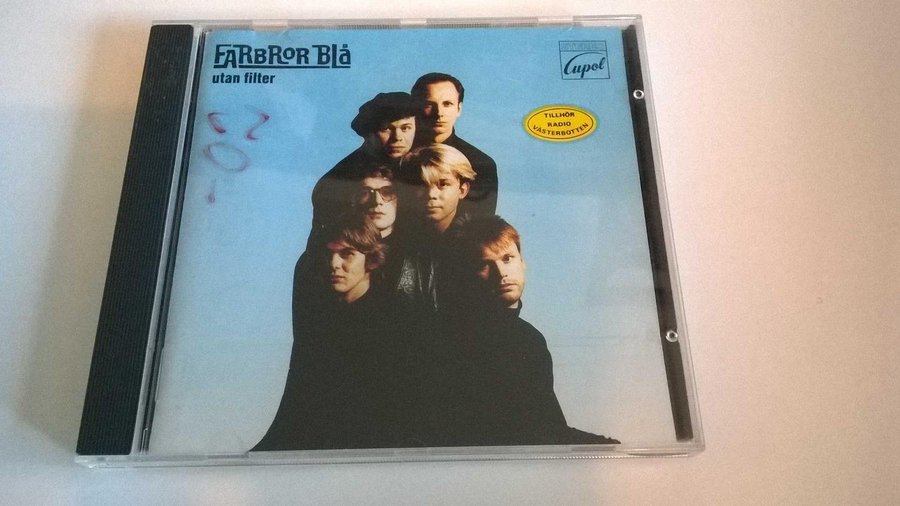 FARBROR BLå
utan filter
Cupol
TILLHÖR
RADIO
VÄSTERBOTTEN